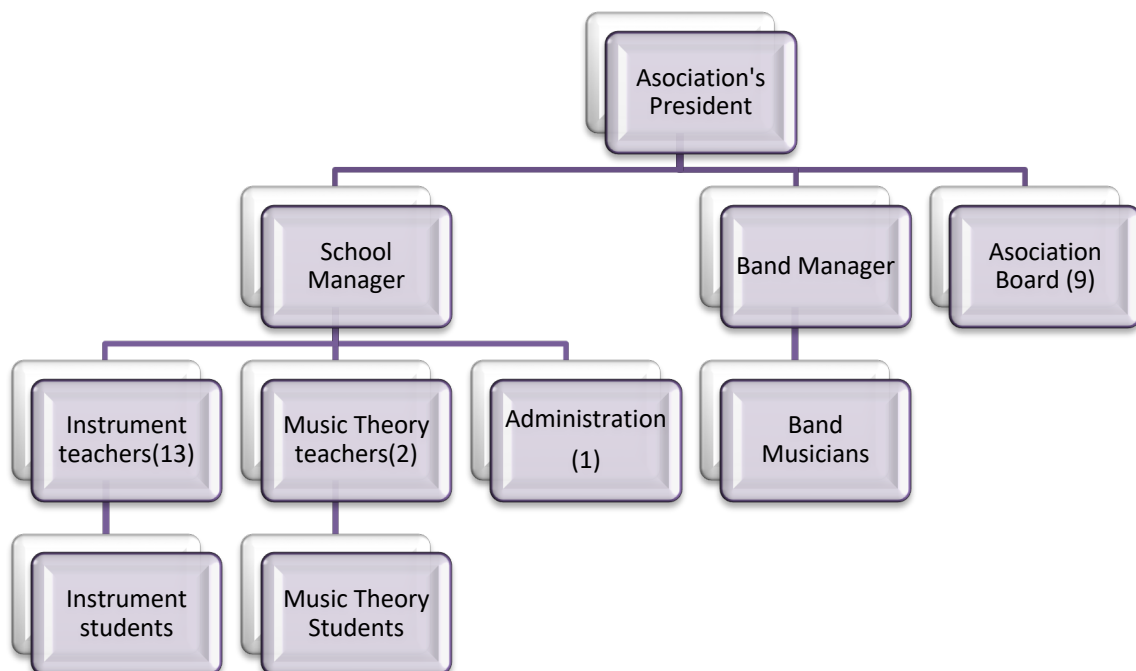 Asociation's
President
School
Manager
Band Manager
Asociation
Board (9)
Instrument
teachers(13)
Music Theory
teachers(2)
Administration
(1)
Band
Musicians
Instrument
students
Music Theory
Students